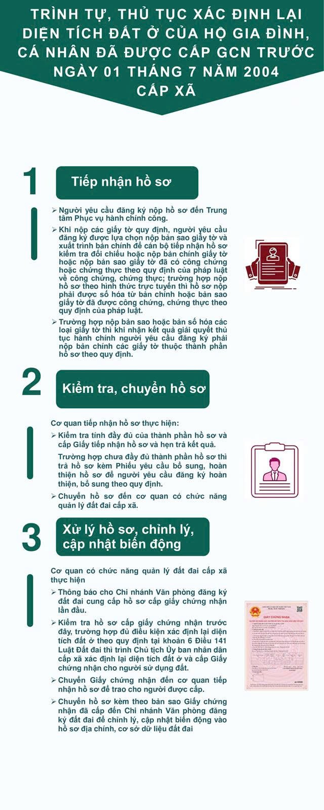 TRÌNH TỰ, THỦ TỤC XÁC ĐỊNH LẠI
DIỆN TÍCH ĐẤT Ở CỦA HỘ GIA ĐÌNH,
CÁ NHÂN ĐÃ ĐƯỢC CẤP GCN TRƯỚC
NGÀY 01 THÁNG 7 NĂM 2004
CẤP XÃ
1 Tiếp nhận hồ sơ
➢ Người yêu cầu đăng ký nộp hồ sơ đến Trung
tâm Phục vụ hành chính công.
➢ Khi nộp các giấy tờ quy định, người yêu cầu
đăng ký được lựa chọn nộp bản sao giấy tờ và
xuất trình bản chính để cán bộ tiếp nhận hồ sơ
kiểm tra đối chiếu hoặc nộp bản chính giấy tờ
hoặc nộp bản sao giấy tờ đã có công chứng
hoặc chứng thực theo quy định của pháp luật
về công chứng, chứng thực; trường hợp nộp
hồ sơ theo hình thức trực tuyến thì hồ sơ nộp
phải được số hóa từ bản chính hoặc bản sao
giấy tờ đã được công chứng, chứng thực theo
quy định của pháp luật.
➢ Trường hợp nộp bản sao hoặc bản số hóa các
loại giấy tờ thì khi nhận kết quả giải quyết thủ
tục hành chính người yêu cầu đăng ký phải
nộp bản chính các giấy tờ thuộc thành phần
hồ sơ theo quy định.
2 Kiểm tra, chuyển hồ sơ
Cơ quan tiếp nhận hồ sơ thực hiện:
➢ Kiểm tra tính đầy đủ của thành phần hồ sơ và
cấp Giấy tiếp nhận hồ sơ và hẹn trả kết quả.
Trường hợp chưa đầy đủ thành phần hồ sơ thì
trả hồ sơ kèm Phiếu yêu cầu bổ sung, hoàn
thiện hồ sơ để người yêu cầu đăng ký hoàn
thiện, bổ sung theo quy định.
➢ Chuyển hồ sơ đến cơ quan có chức năng
quản lý đất đai cấp xã.
3 Xử lý hồ sơ, chỉnh lý,
cập nhật biến động
Cơ quan có chức năng quản lý đất đai cấp xã
thực hiện
➢ Thông báo cho Chi nhánh Văn phòng đăng ký
đất đai cung cấp hồ sơ cấp giấy chứng nhận
lần đầu.
➢ Kiểm tra hồ sơ cấp giấy chứng nhận trước
đây, trường hợp đủ điều kiện xác định lại diện
tích đất ở theo quy định tại khoản 6 Điều 141
Luật Đất đai thì trình Chủ tịch Ủy ban nhân dân
cấp xã xác định lại diện tích đất ở và cấp Giấy
chứng nhận cho người sử dụng đất.
➢ Chuyển Giấy chứng nhận đến cơ quan tiếp
nhận hồ sơ để trao cho người được cấp.
➢ Chuyển hồ sơ kèm theo bản sao Giấy chứng
nhận đã cấp đến Chi nhánh Văn phòng đăng
ký đất đai để chỉnh lý, cập nhật biến động vào
hồ sơ địa chính, cơ sở dữ liệu đất đai